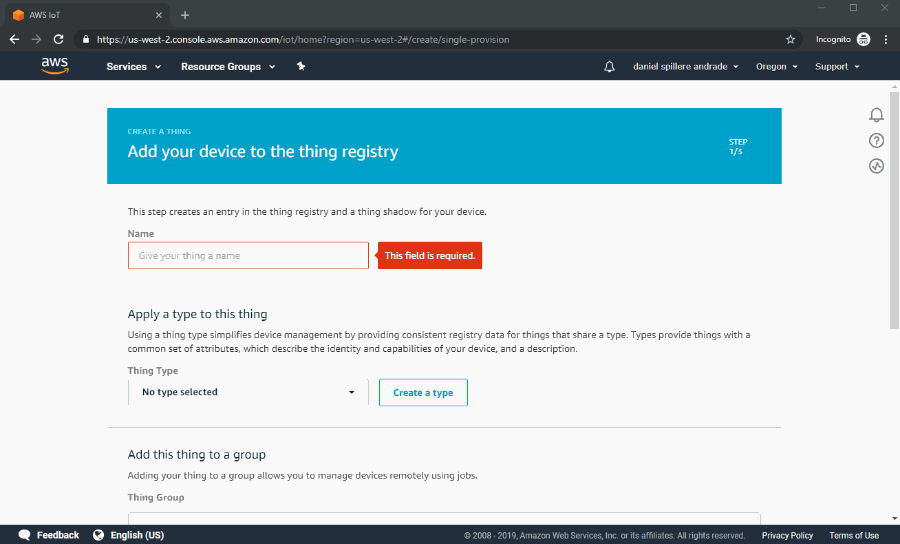 AWS IoT
https://us-west-2.console.aws.amazon.com/iot/home?region=us-west-2#/create/single-provision
Incognito
aws
Services
Resource Groups
daniel spillere andrade
Oregon
Support
CREATE A THING
Add your device to the thing registry
STEP
1/3
This step creates an entry in the thing registry and a thing shadow for your device.
Name
Give your thing a name
This field is required.
Apply a type to this thing
Using a thing type simplifies device management by providing consistent registry data for things that share a type. Types provide things with a
common set of attributes, which describe the identity and capabilities of your device, and a description.
Thing Type
No type selected
Create a type
Add this thing to a group
Adding your thing to a group allows you to manage devices remotely using jobs.
Thing Group
Feedback
English (US)
© 2008 - 2019, Amazon Web Services, Inc. or its affiliates. All rights reserved.
Privacy Policy
Terms of Use